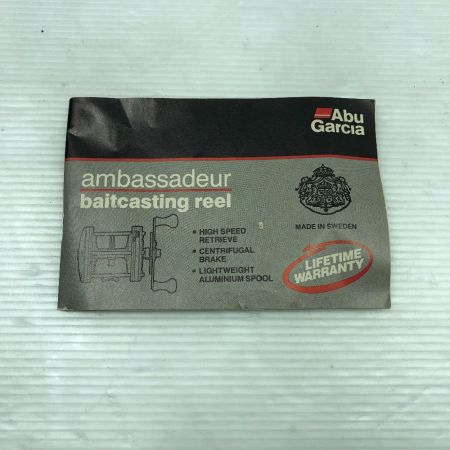 Abu
Garcia
ambassadeur
baitcasting reel
• HIGH SPEED
RETRIEVE
• CENTRIFUGAL
BRAKE
• LIGHTWEIGHT
ALUMINIUM SPOOL
MADE IN SWEDEN
LIFETIME
WARRANTY